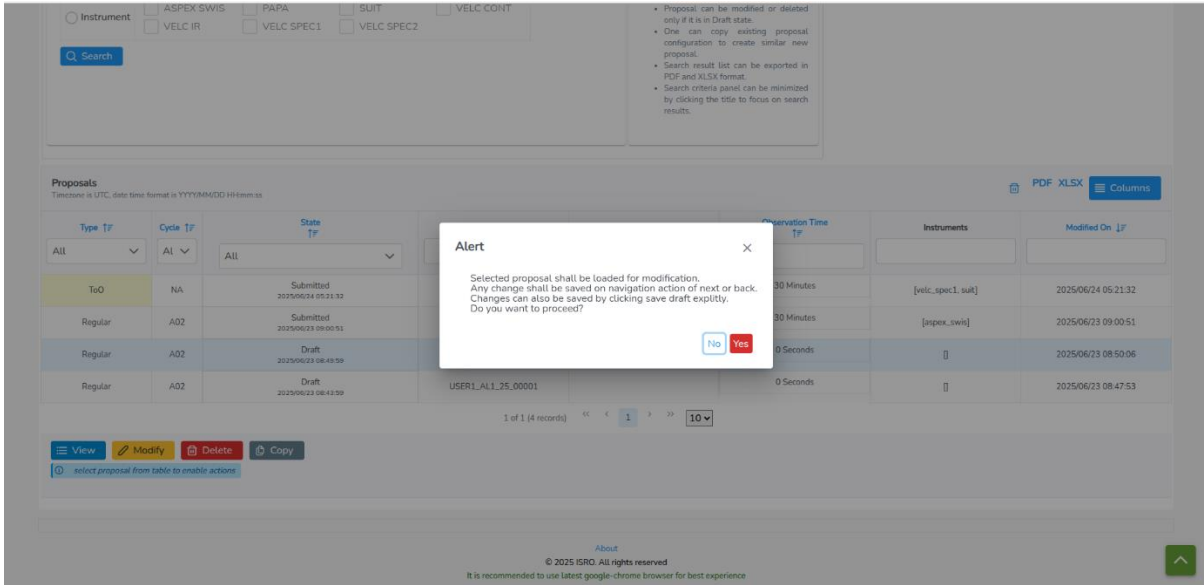 ASPEX SWIS PAPA SUIT VELC CONT
Instrument
VELC IR VELC SPEC1 VELC SPEC2
Search
• Proposal can be modified or deleted
only if it is in Draft state.
• One can copy existing proposal
configuration to create similar new
proposal.
• Search result list can be exported in
PDF and XLSX format.
• Search criteria panel can be minimized
by clicking the title to focus on search
results.
Proposals
Timezone is UTC, date time format is YYYY/MM/DD HH:mm:ss
PDF XLSX Columns
Type Cycle State Observation Time Instruments Modified On
All Al All
ToO NA Submitted 30 Minutes [velc_spec1, suit] 2025/06/24 05:21:32
2025/06/24 05:21:32
Regular A02 Submitted 30 Minutes [aspex_swis] 2025/06/23 09:00:51
2025/06/23 09:00:51
Regular A02 Draft 0 Seconds [] 2025/06/23 08:50:06
2025/06/23 08:49:59
Regular A02 Draft USER1_AL1_25_00001 0 Seconds [] 2025/06/23 08:47:53
2025/06/23 08:43:59
Alert
Selected proposal shall be loaded for modification.
Any change shall be saved on navigation action of next or back.
Changes can also be saved by clicking save draft explitly.
Do you want to proceed?
No Yes
1 of 1 (4 records) << < 1 > >> 10
View Modify Delete Copy
select proposal from table to enable actions
About
© 2025 ISRO. All rights reserved
It is recommended to use latest google-chrome browser for best experience